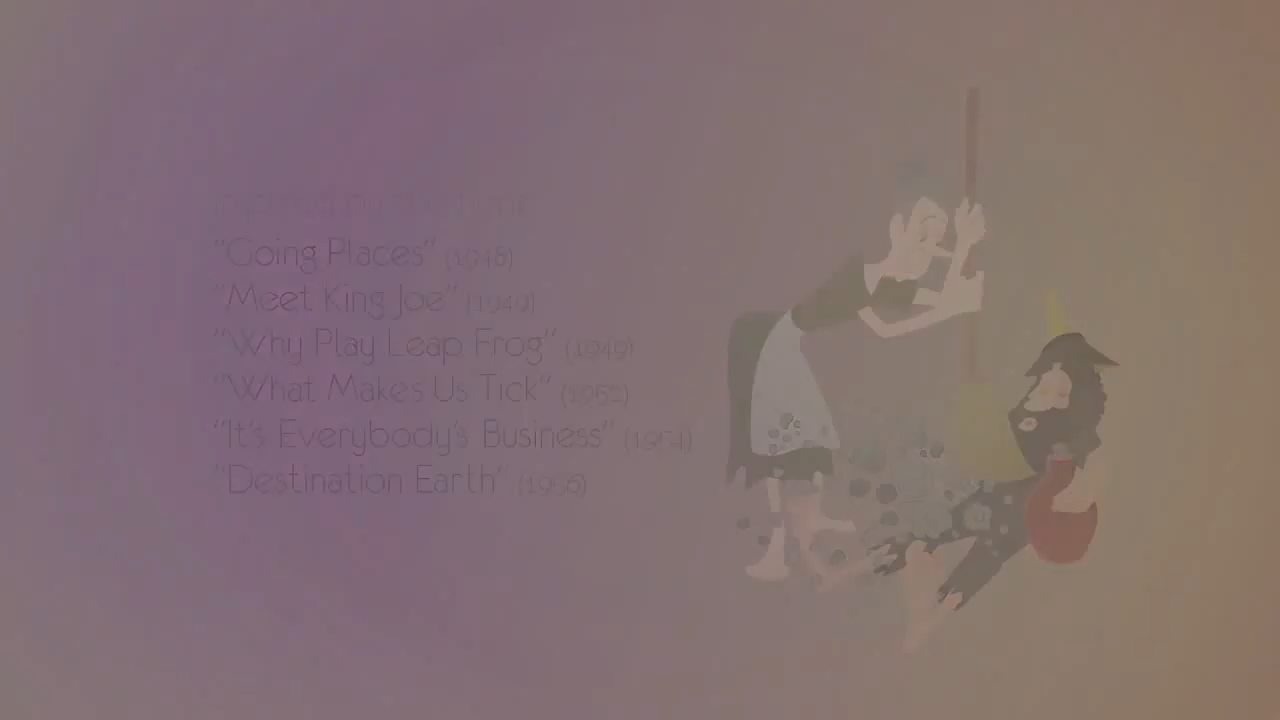 "Going Places" (1948)
"Meet King Joe" (1949)
"Why Play Leap Frog" (1949)
"What Makes Us Tick" (1952)
"It's Everybody's Business" (1954)
"Destination Earth" (1956)